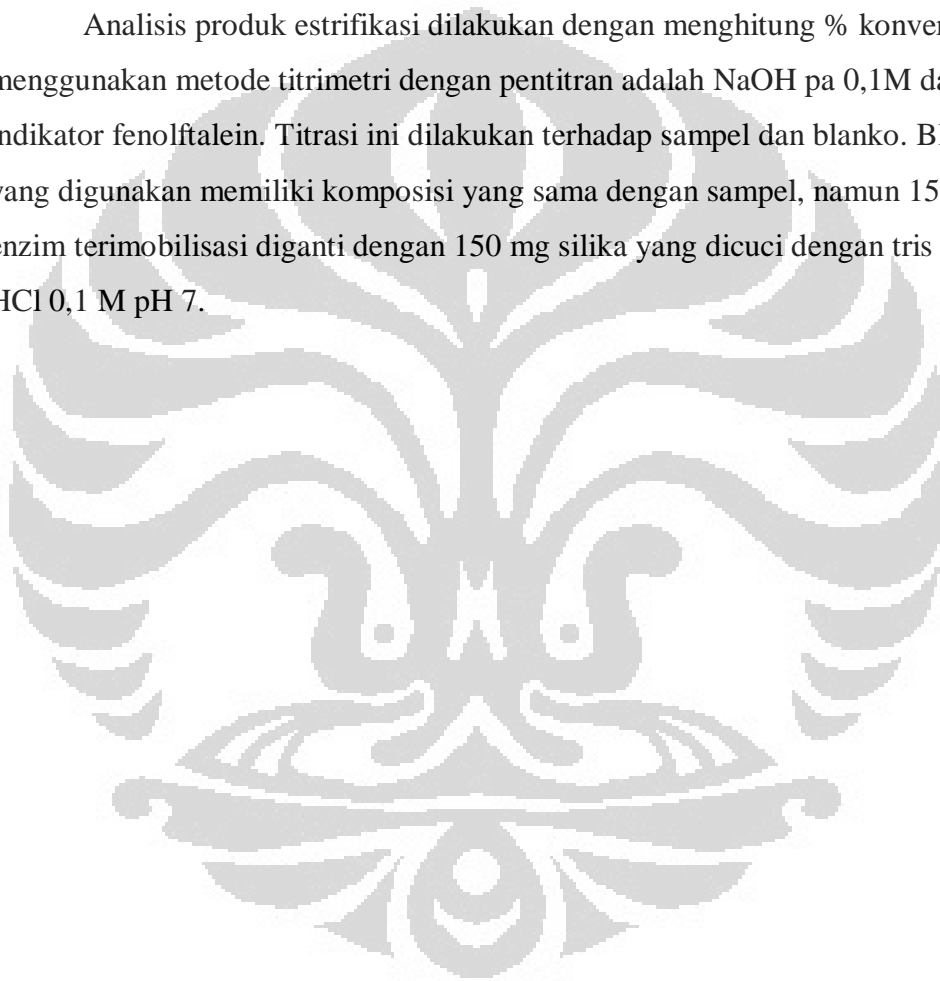 Analisis produk estrifikasi dilakukan dengan menghitung % konver
menggunakan metode titrimetri dengan pentitran adalah NaOH pa 0,1M da
indikator fenolftalein. Titrasi ini dilakukan terhadap sampel dan blanko. Bl
yang digunakan memiliki komposisi yang sama dengan sampel, namun 15
enzim terimobilisasi diganti dengan 150 mg silika yang dicuci dengan tris
HCl 0,1 M pH 7.